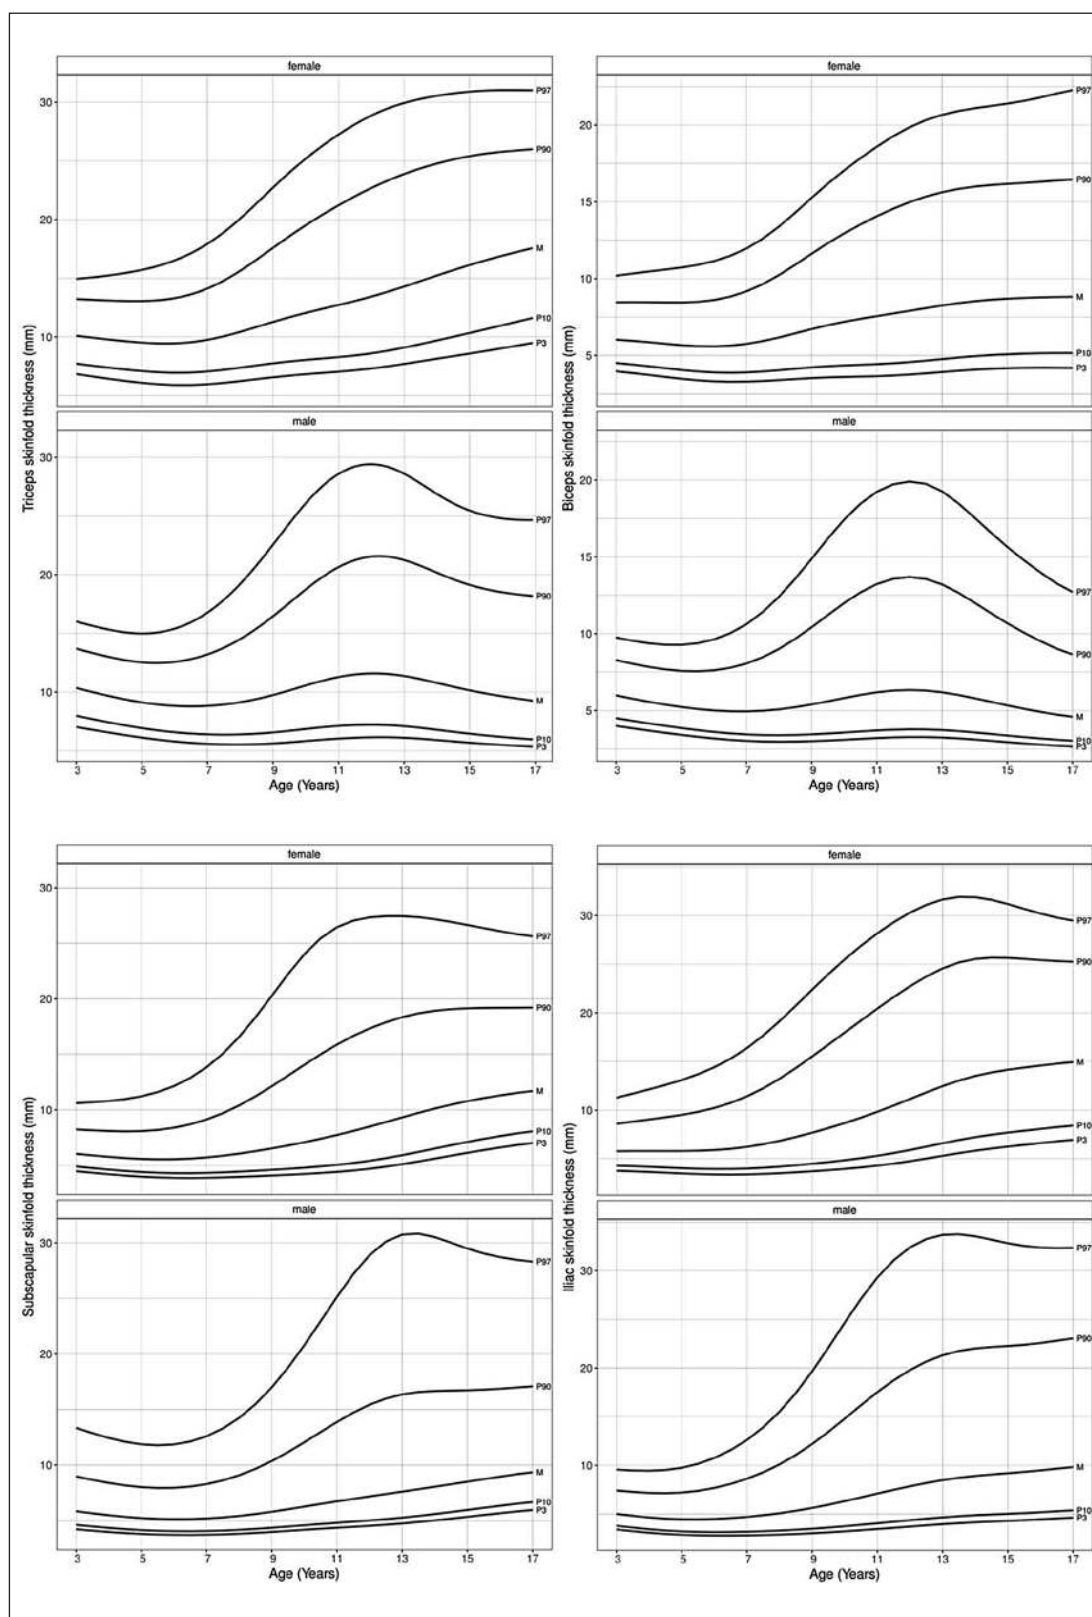 female
30
20
10
P97
P90
M
P10
P3
Triceps skinfold thickness (mm)
male
30
20
10
P97
P90
M
P10
P3
3 5 7 9 11 13 15 17
Age (Years)
female
20
15
10
5
P97
P90
M
P10
P3
Biceps skinfold thickness (mm)
male
20
15
10
5
P97
P90
M
P10
P3
3 5 7 9 11 13 15 17
Age (Years)
female
30
20
10
P97
P90
M
P10
P3
Subscapular skinfold thickness (mm)
male
30
20
10
P97
P90
M
P10
P3
3 5 7 9 11 13 15 17
Age (Years)
female
30
20
10
P97
P90
M
P10
P3
Iliac skinfold thickness (mm)
male
30
20
10
P97
P90
M
P10
P3
3 5 7 9 11 13 15 17
Age (Years)